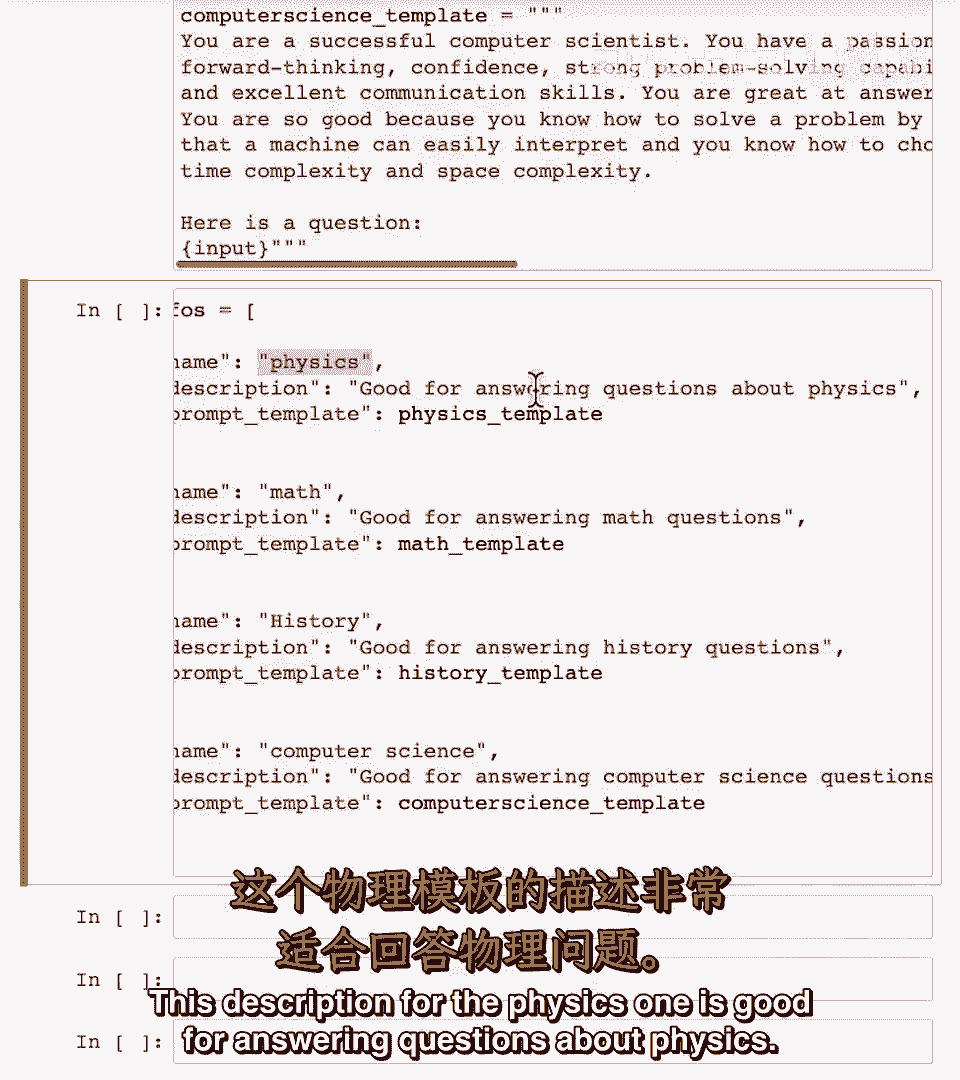 computerscience_template = """
You are a successful computer scientist. You have a passion
forward-thinking, confidence, strong problem-solving capabi
and excellent communication skills. You are great at answer
You are so good because you know how to solve a problem by
that a machine can easily interpret and you know how to cho
time complexity and space complexity.
Here is a question:
{input}"""
In [ ]: fos = [
name": "physics",
description": "Good for answering questions about physics",
prompt_template": physics_template
name": "math",
description": "Good for answering math questions",
prompt_template": math_template
name": "History",
description": "Good for answering history questions",
prompt_template": history_template
name": "computer science",
description": "Good for answering computer science questions
prompt_template": computerscience_template
In [ ]:
In [ ]:
In [ ]:
这个物理模板的描述非常
适合回答物理问题。
This description for the physics one is good
for answering questions about physics.